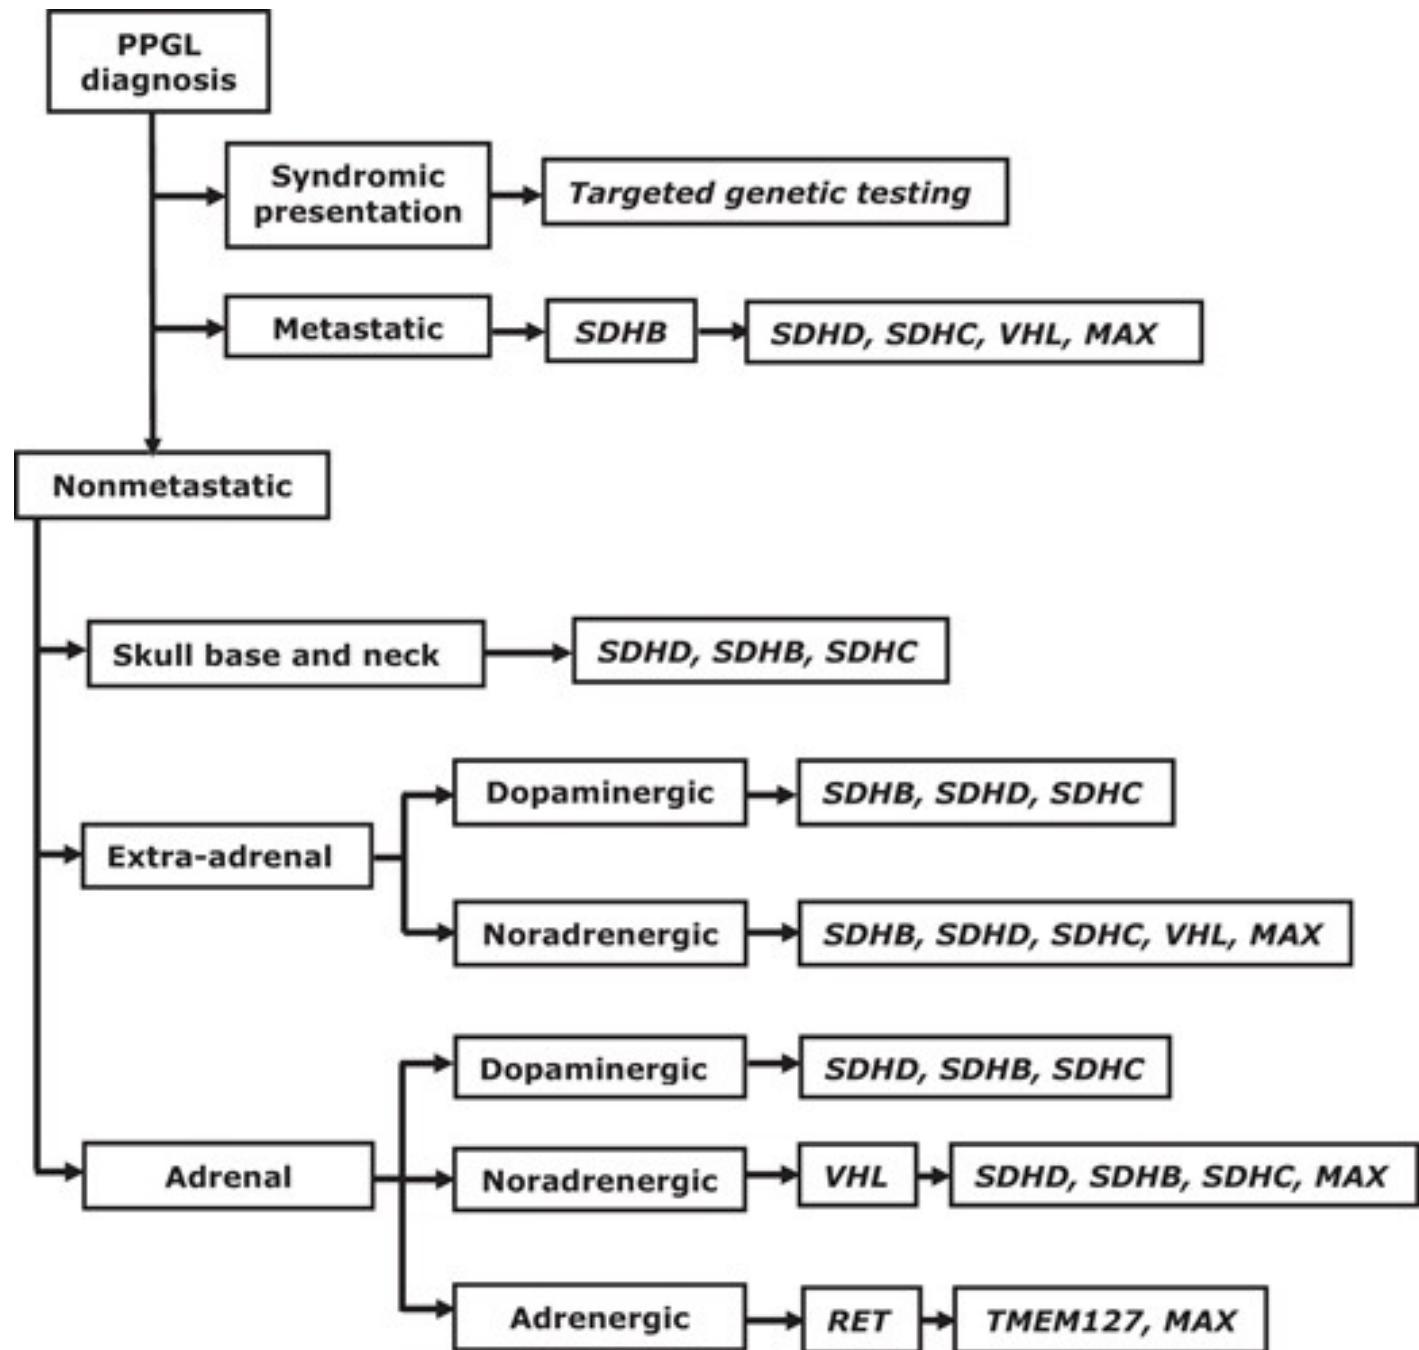 PPGL
diagnosis
Syndromic
presentation
Targeted genetic testing
Metastatic
SDHB
SDHD, SDHC, VHL, MAX
Nonmetastatic
Skull base and neck
SDHD, SDHB, SDHC
Extra-adrenal
Dopaminergic
SDHB, SDHD, SDHC
Noradrenergic
SDHB, SDHD, SDHC, VHL, MAX
Adrenal
Dopaminergic
SDHD, SDHB, SDHC
Noradrenergic
VHL
SDHD, SDHB, SDHC, MAX
Adrenergic
RET
TMEM127, MAX